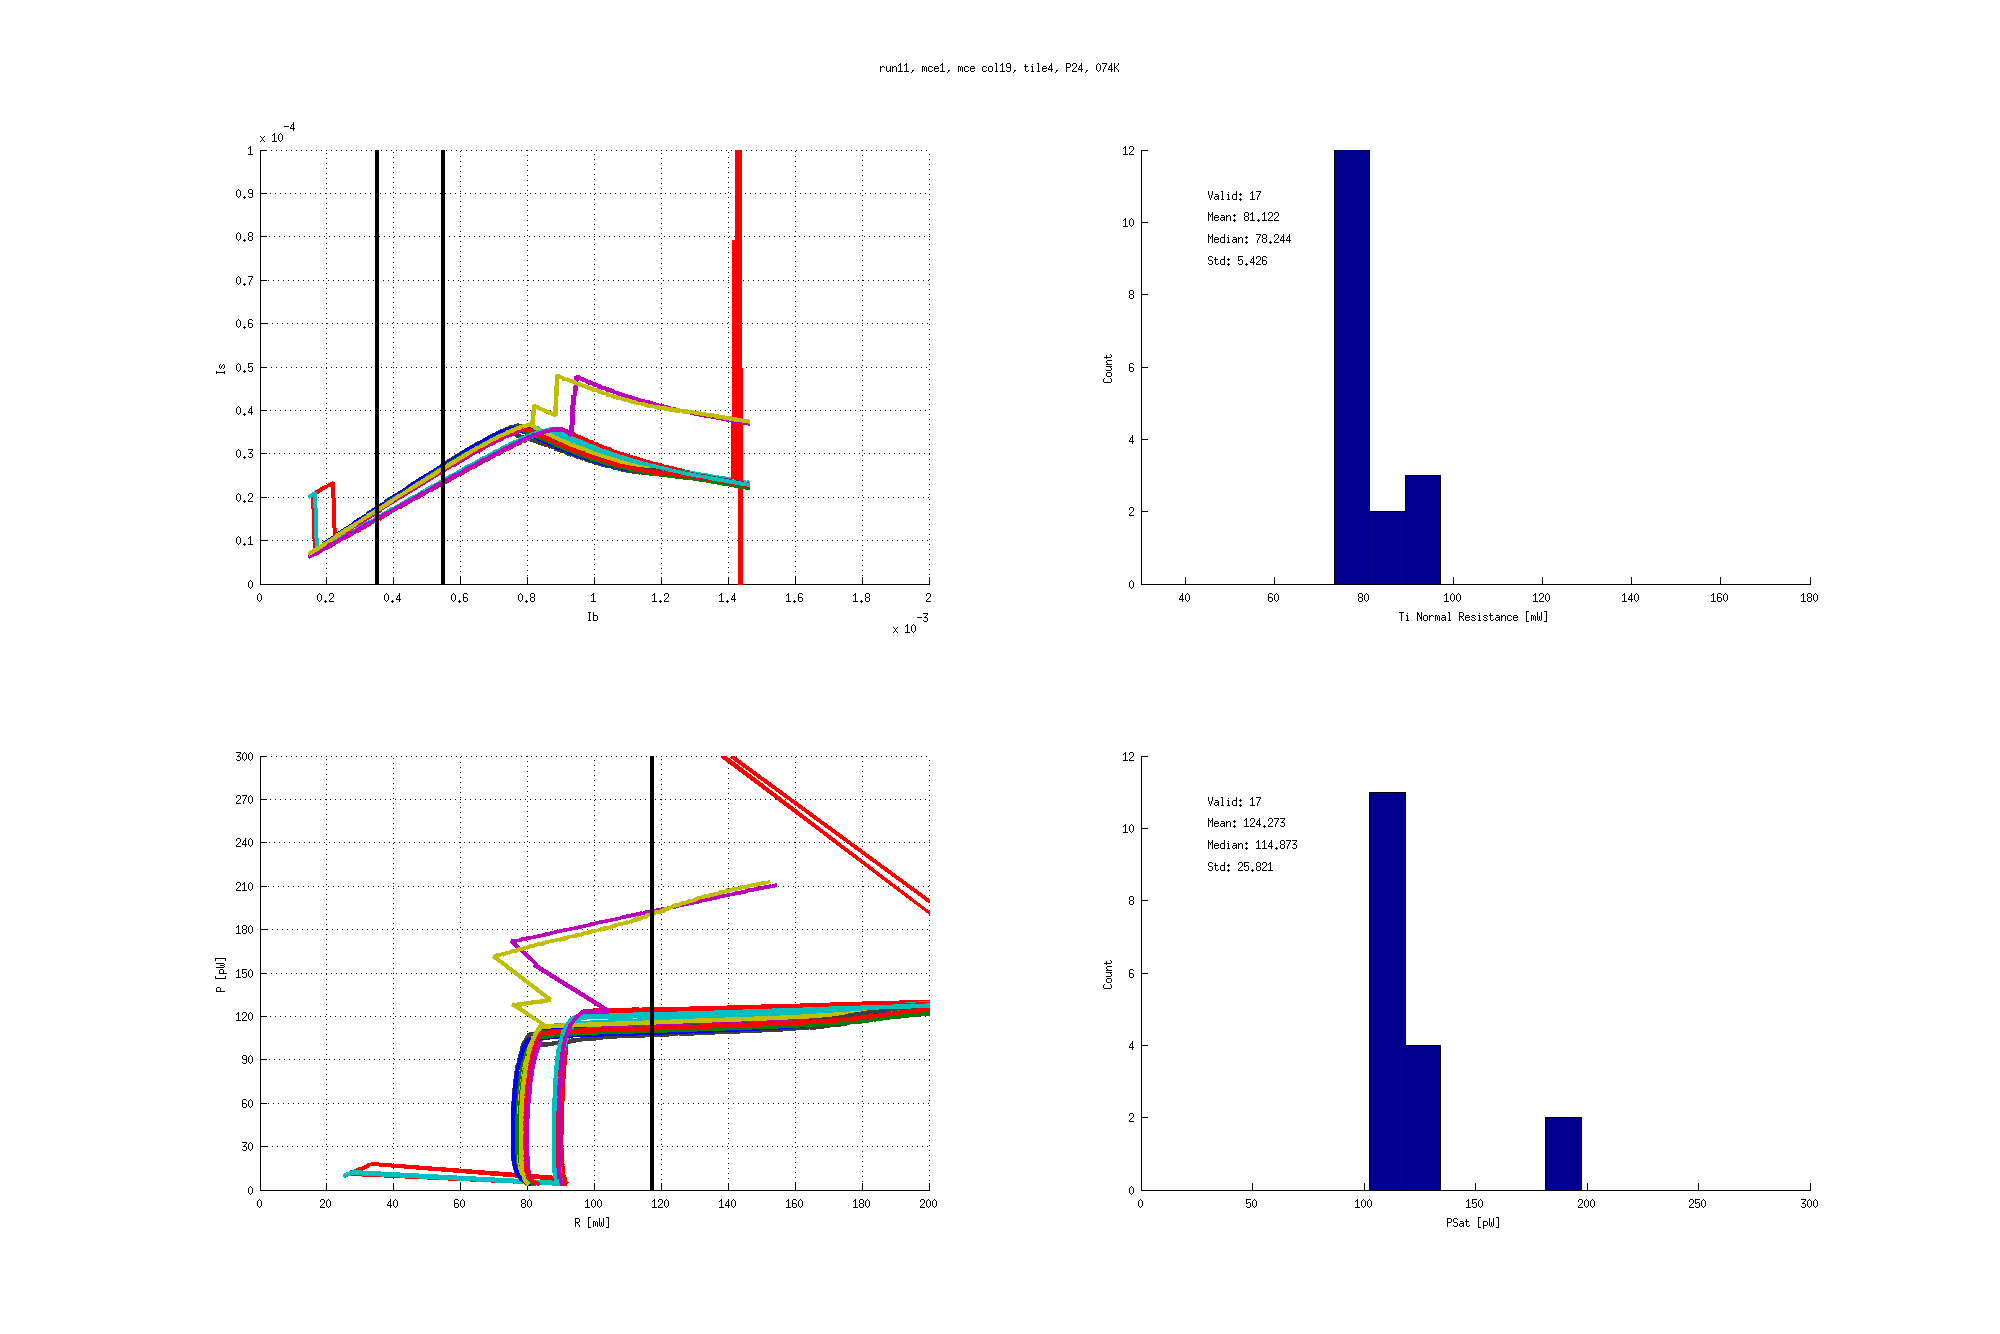 run11, mce1, mce col19, tile4, P24, 074K
x 10^-4
1
0.9
0.8
0.7
0.6
0.5
0.4
0.3
0.2
0.1
0
Is
0 0.2 0.4 0.6 0.8 1 1.2 1.4 1.6 1.8 2
Ib
x 10^-3
12
10
8
6
4
2
0
Count
Valid: 17
Mean: 81.122
Median: 78.244
Std: 5.426
40 60 80 100 120 140 160 180
Ti Normal Resistance [mW]
300
270
240
210
180
150
120
90
60
30
0
P [pW]
0 20 40 60 80 100 120 140 160 180 200
R [mW]
12
10
8
6
4
2
0
Count
Valid: 17
Mean: 124.273
Median: 114.873
Std: 25.821
0 50 100 150 200 250 300
PSat [pW]